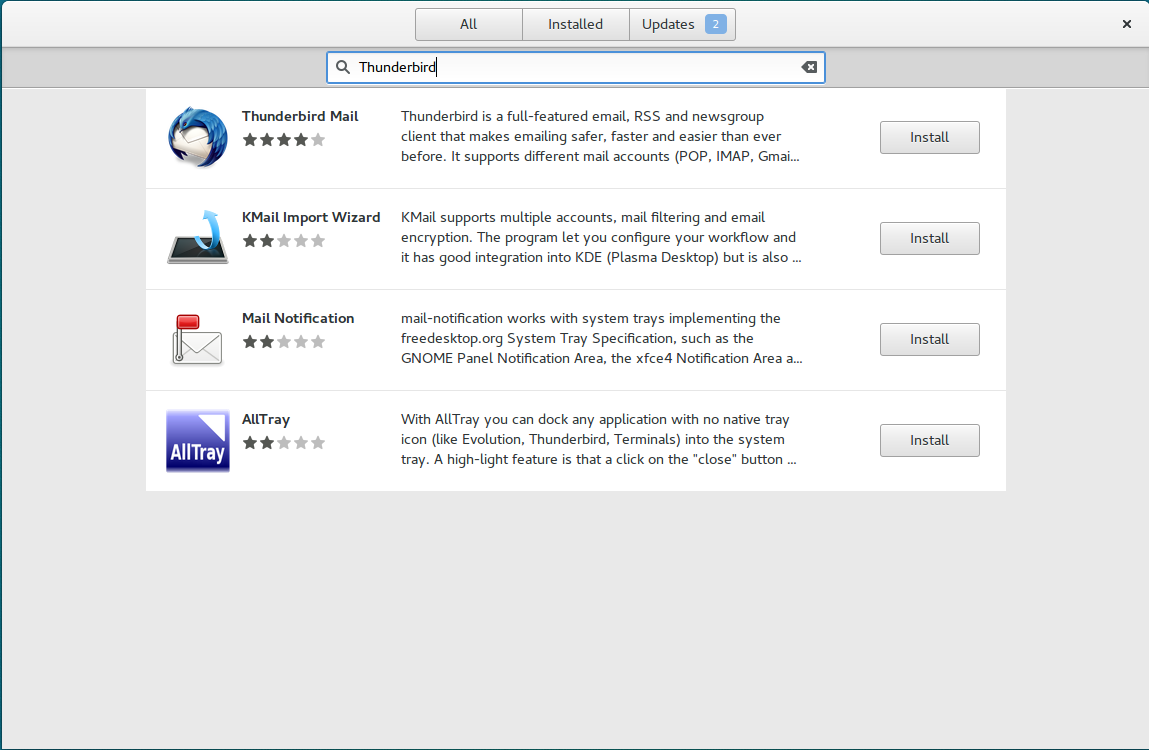 All Installed Updates 2
Thunderbird
Thunderbird Mail
Thunderbird is a full-featured email, RSS and newsgroup
client that makes emailing safer, faster and easier than ever
before. It supports different mail accounts (POP, IMAP, Gmai...
Install
KMail Import Wizard
KMail supports multiple accounts, mail filtering and email
encryption. The program let you configure your workflow and
it has good integration into KDE (Plasma Desktop) but is also ...
Install
Mail Notification
mail-notification works with system trays implementing the
freedesktop.org System Tray Specification, such as the
GNOME Panel Notification Area, the xfce4 Notification Area a...
Install
AllTray
AllTray
With AllTray you can dock any application with no native tray
icon (like Evolution, Thunderbird, Terminals) into the system
tray. A high-light feature is that a click on the "close" button ...
Install